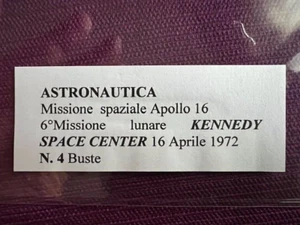 ASTRONAUTICA
Missione spaziale Apollo 16
6°Missione lunare KENNEDY
SPACE CENTER 16 Aprile 1972
N. 4 Buste